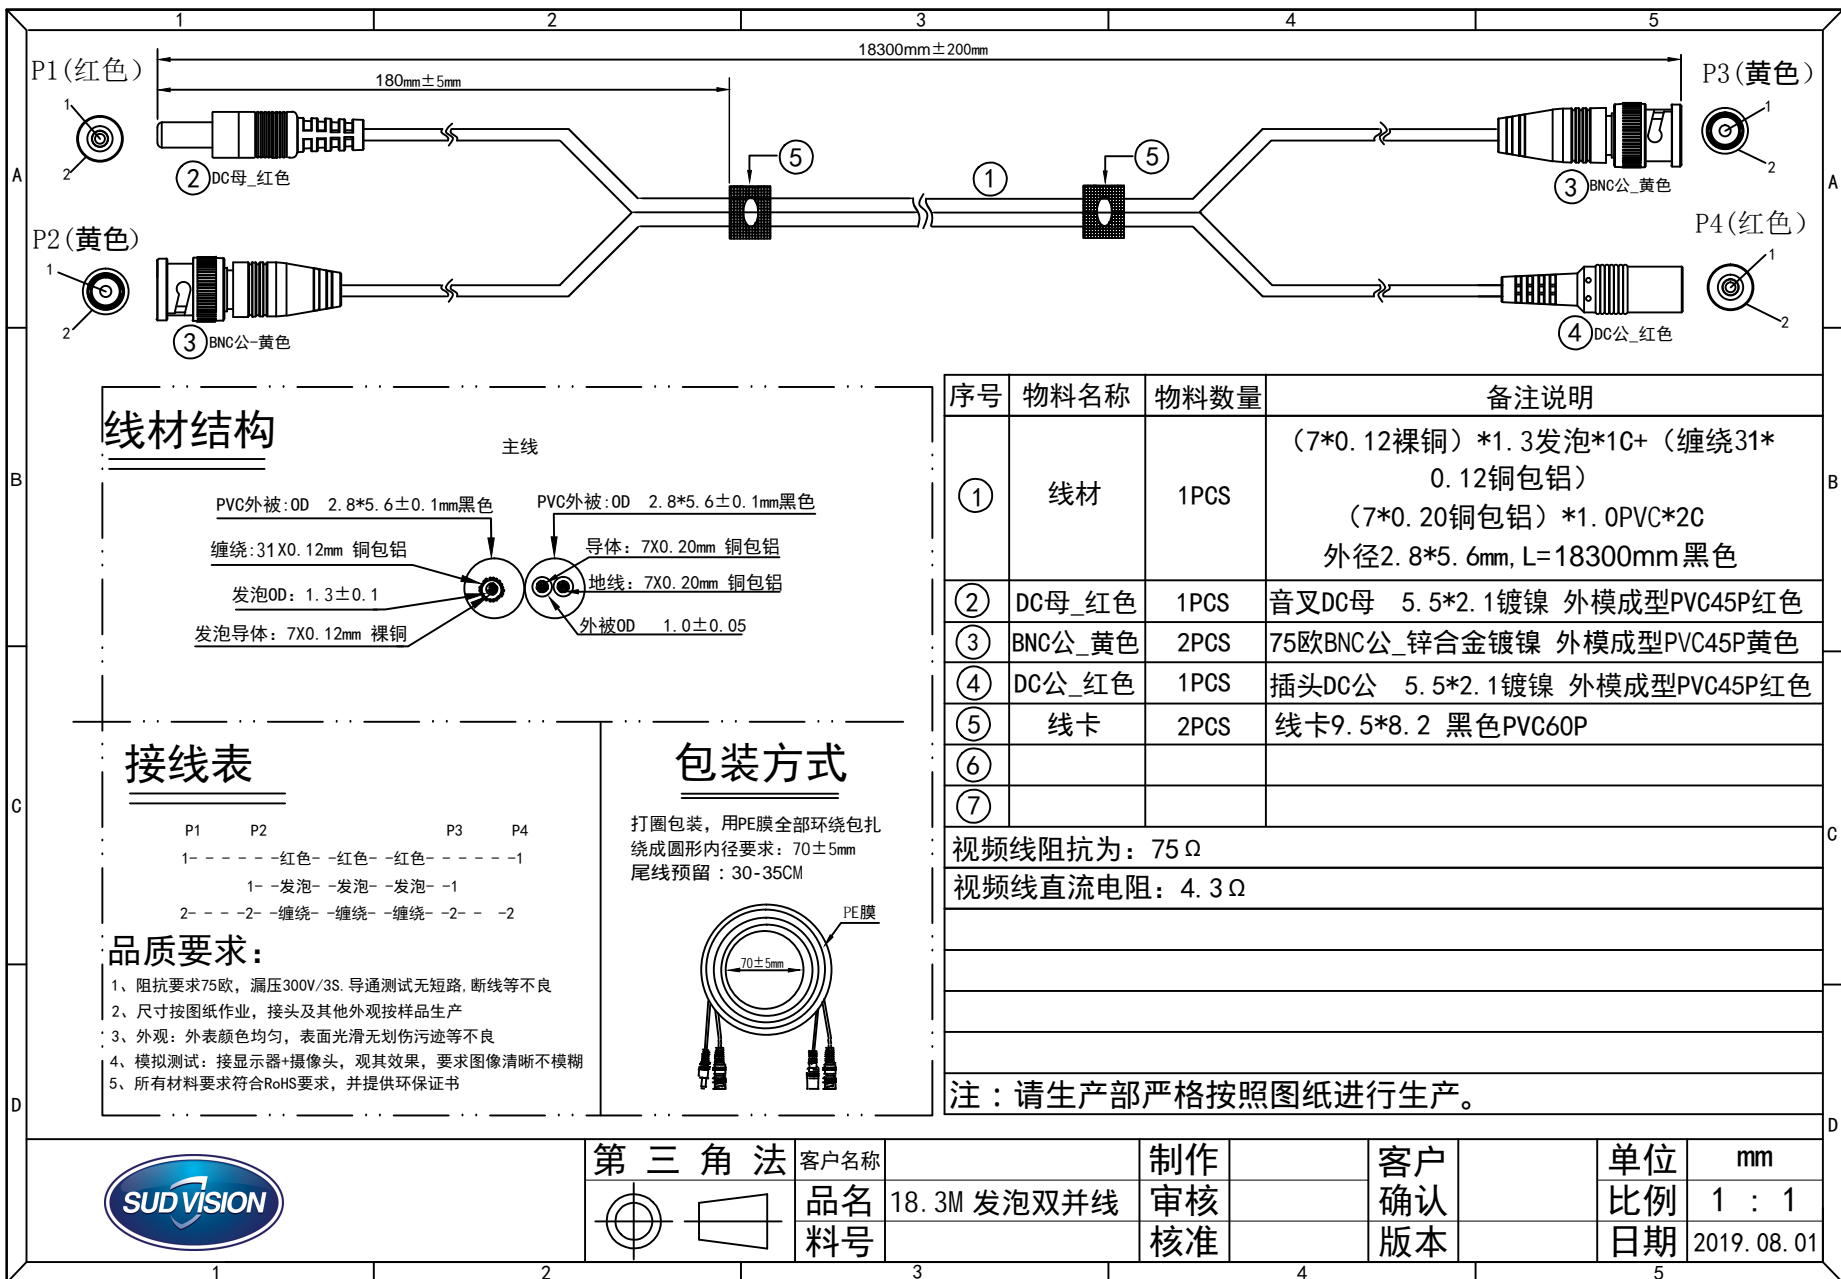 1 2 3 4 5
18300mm±200mm
180mm±5mm
P1(红色)
1
2
②DC母_红色
P2(黄色)
1
2
③BNC公-黄色
⑤
①
⑤
P3(黄色)
1
2
③BNC公_黄色
P4(红色)
1
2
④DC公_红色
A
A
B
B
C
C
D
D
线材结构
主线
PVC外被:OD 2.8*5.6±0.1mm黑色
缠绕:31X0.12mm 铜包铝
发泡OD: 1.3±0.1
发泡导体: 7X0.12mm 裸铜
PVC外被:OD 2.8*5.6±0.1mm黑色
导体: 7X0.20mm 铜包铝
地线: 7X0.20mm 铜包铝
外被OD 1.0±0.05
接线表
P1 P2 P3 P4
1- - - - - -红色- -红色- -红色- - - - - -1
1- -发泡- -发泡- -发泡- -1
2- - - -2- -缠绕- -缠绕- -缠绕- -2- - -2
品质要求：
1、阻抗要求75欧，漏压300V/3S.导通测试无短路,断线等不良
2、尺寸按图纸作业，接头及其他外观按样品生产
3、外观：外表颜色均匀，表面光滑无划伤污迹等不良
4、模拟测试：接显示器+摄像头，观其效果，要求图像清晰不模糊
5、所有材料要求符合RoHS要求，并提供环保证书
包装方式
打圈包装，用PE膜全部环绕包扎
绕成圆形内径要求：70±5mm
尾线预留：30-35CM
PE膜
70±5mm
序号 物料名称 物料数量 备注说明
① 线材 1PCS （7*0.12裸铜）*1.3发泡*1C+（缠绕31*
0.12铜包铝）
（7*0.20铜包铝）*1.0PVC*2C
外径2.8*5.6mm,L=18300mm黑色
② DC母_红色 1PCS 音叉DC母 5.5*2.1镀镍 外模成型PVC45P红色
③ BNC公_黄色 2PCS 75欧BNC公_锌合金镀镍 外模成型PVC45P黄色
④ DC公_红色 1PCS 插头DC公 5.5*2.1镀镍 外模成型PVC45P红色
⑤ 线卡 2PCS 线卡9.5*8.2 黑色PVC60P
⑥
⑦
视频线阻抗为：75Ω
视频线直流电阻：4.3Ω
注：请生产部严格按照图纸进行生产。
SUDVISION
第三角法
客户名称
品名 18.3M 发泡双并线
料号
制作
审核
核准
客户
确认
版本
单位 mm
比例 1 : 1
日期 2019.08.01
1 2 3 4 5